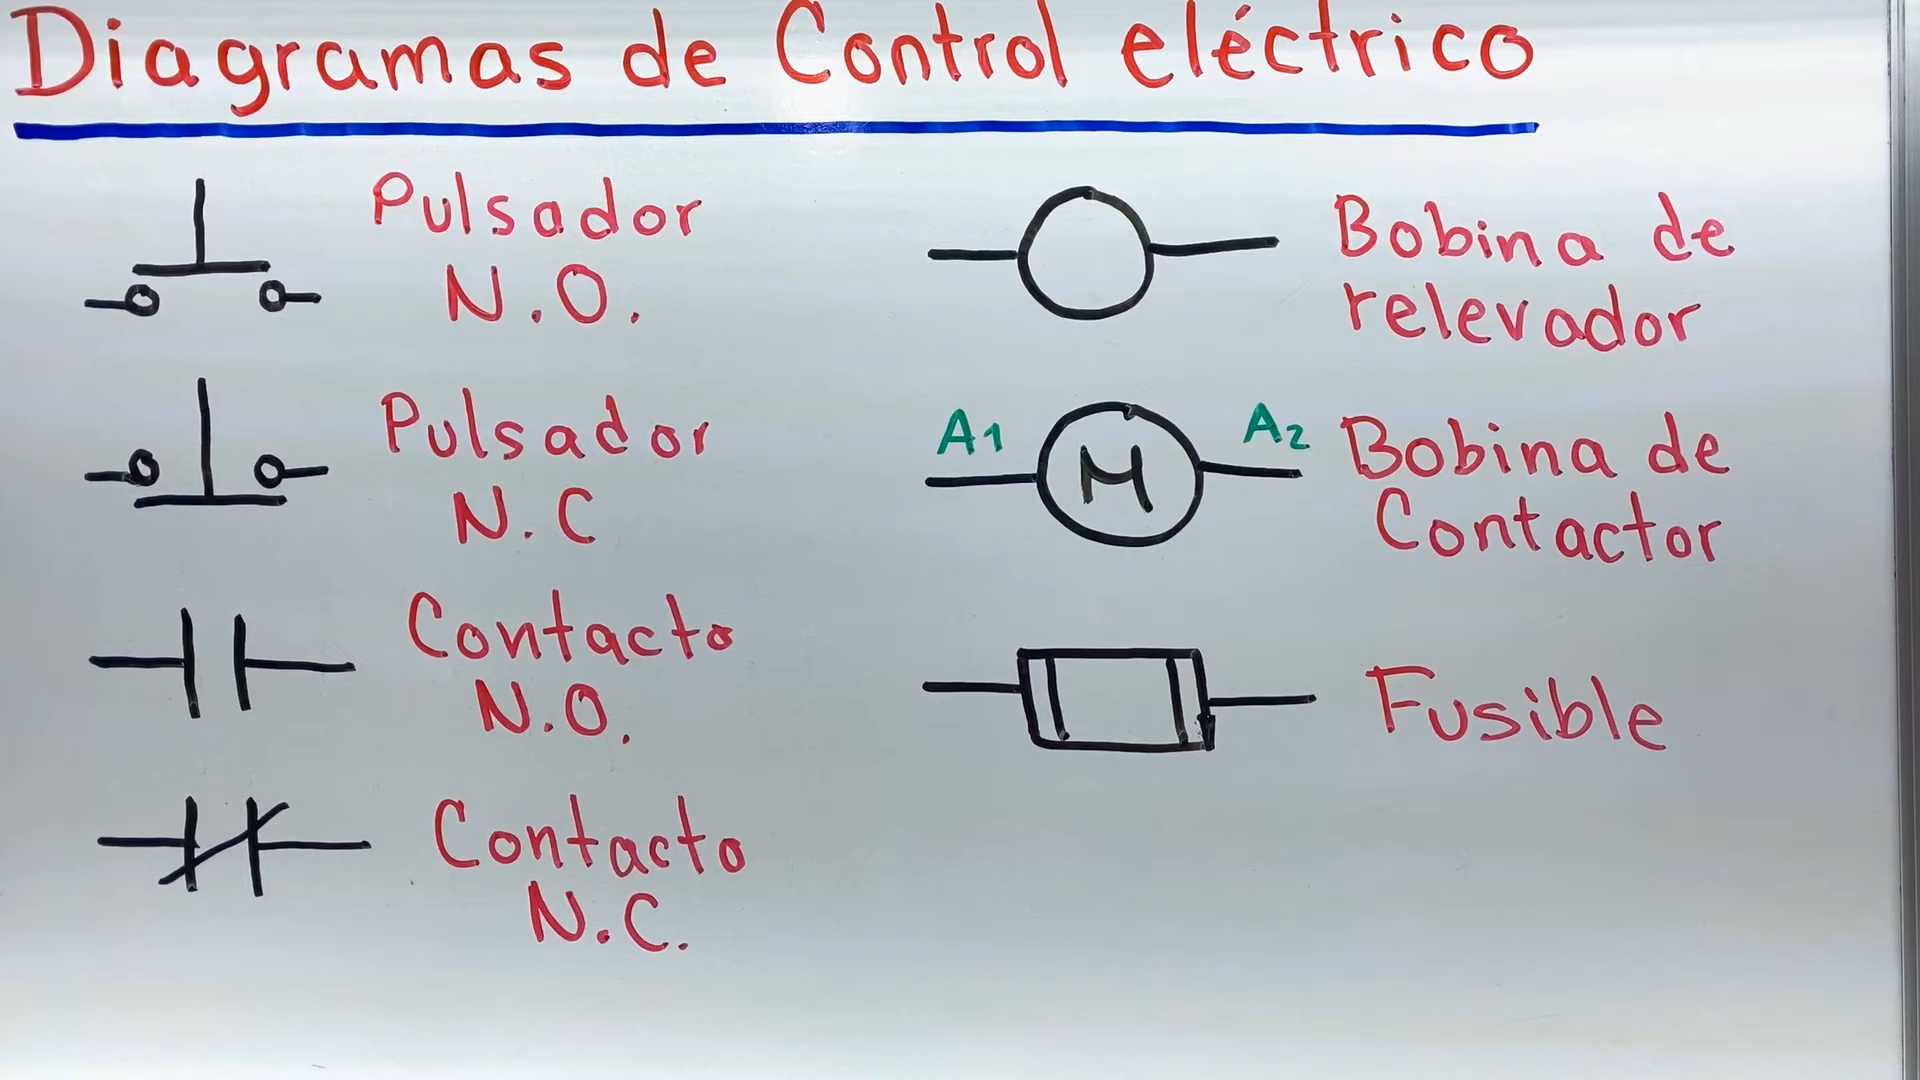 Diagramas de Control eléctrico
Pulsador
N.O.
Pulsador
N.C
Contacto
N.O.
Contacto
N.C.
Bobina de
relevador
A1
M
A2
Bobina de
Contactor
Fusible